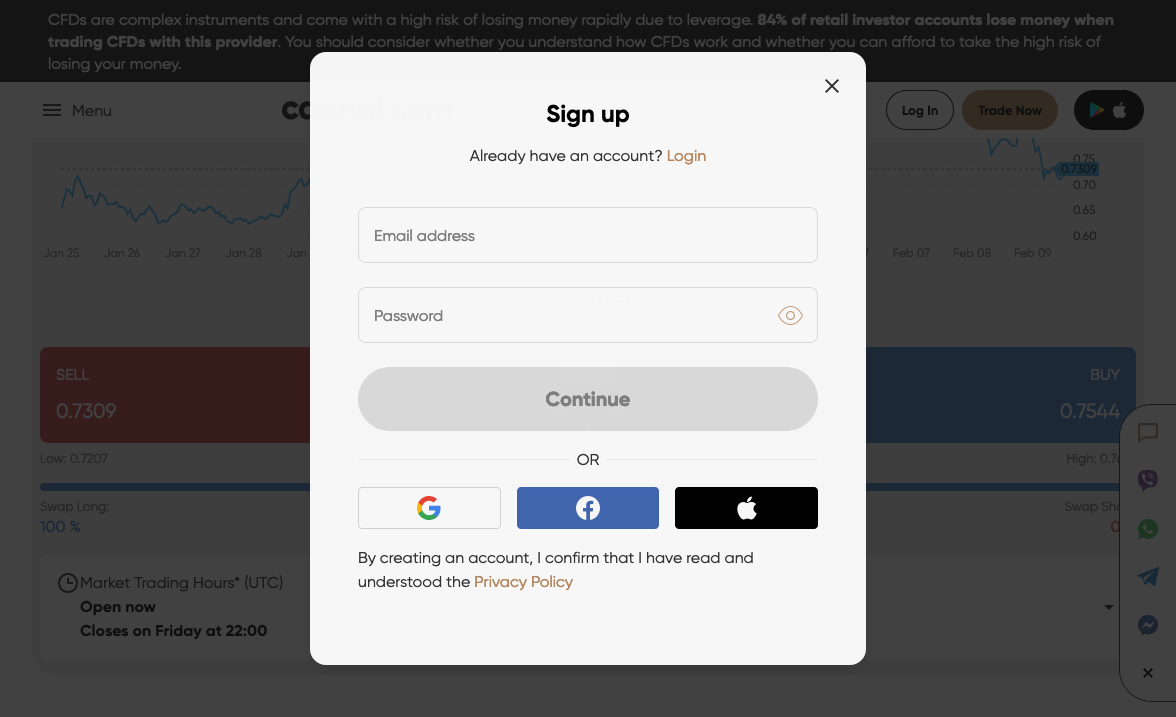 CFDs are complex instruments and come with a high risk of losing money rapidly due to leverage. 84% of retail investor accounts lose money when
trading CFDs with this provider. You should consider whether you understand how CFDs work and whether you can afford to take the high risk of
losing your money.
Menu
capital.com
Log In
Trade Now
Sign up
Already have an account? Login
Email address
Password
Continue
OR
By creating an account, I confirm that I have read and
understood the Privacy Policy
0.75
0.7309
0.70
0.65
0.60
Jan 25 Jan 26 Jan 27 Jan 28 Jan
Feb 07 Feb 08 Feb 09
SELL
0.7309
BUY
0.7544
Low: 0.7207
High:
Swap Long:
100 %
Swap
Market Trading Hours* (UTC)
Open now
Closes on Friday at 22:00